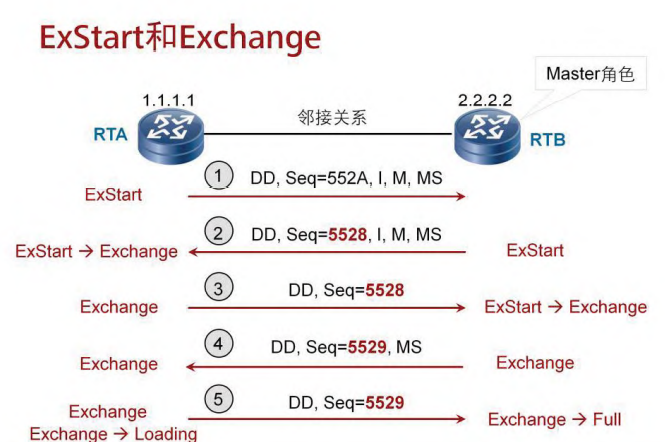 ExStart和Exchange
Master角色
1.1.1.1
2.2.2.2
RTA
邻接关系
RTB
1
DD, Seq=552A, I, M, MS
ExStart
2
DD, Seq=5528, I, M, MS
ExStart → Exchange
ExStart
3
DD, Seq=5528
Exchange
ExStart → Exchange
4
DD, Seq=5529, MS
Exchange
Exchange
5
DD, Seq=5529
Exchange
Exchange → Loading
Exchange → Full